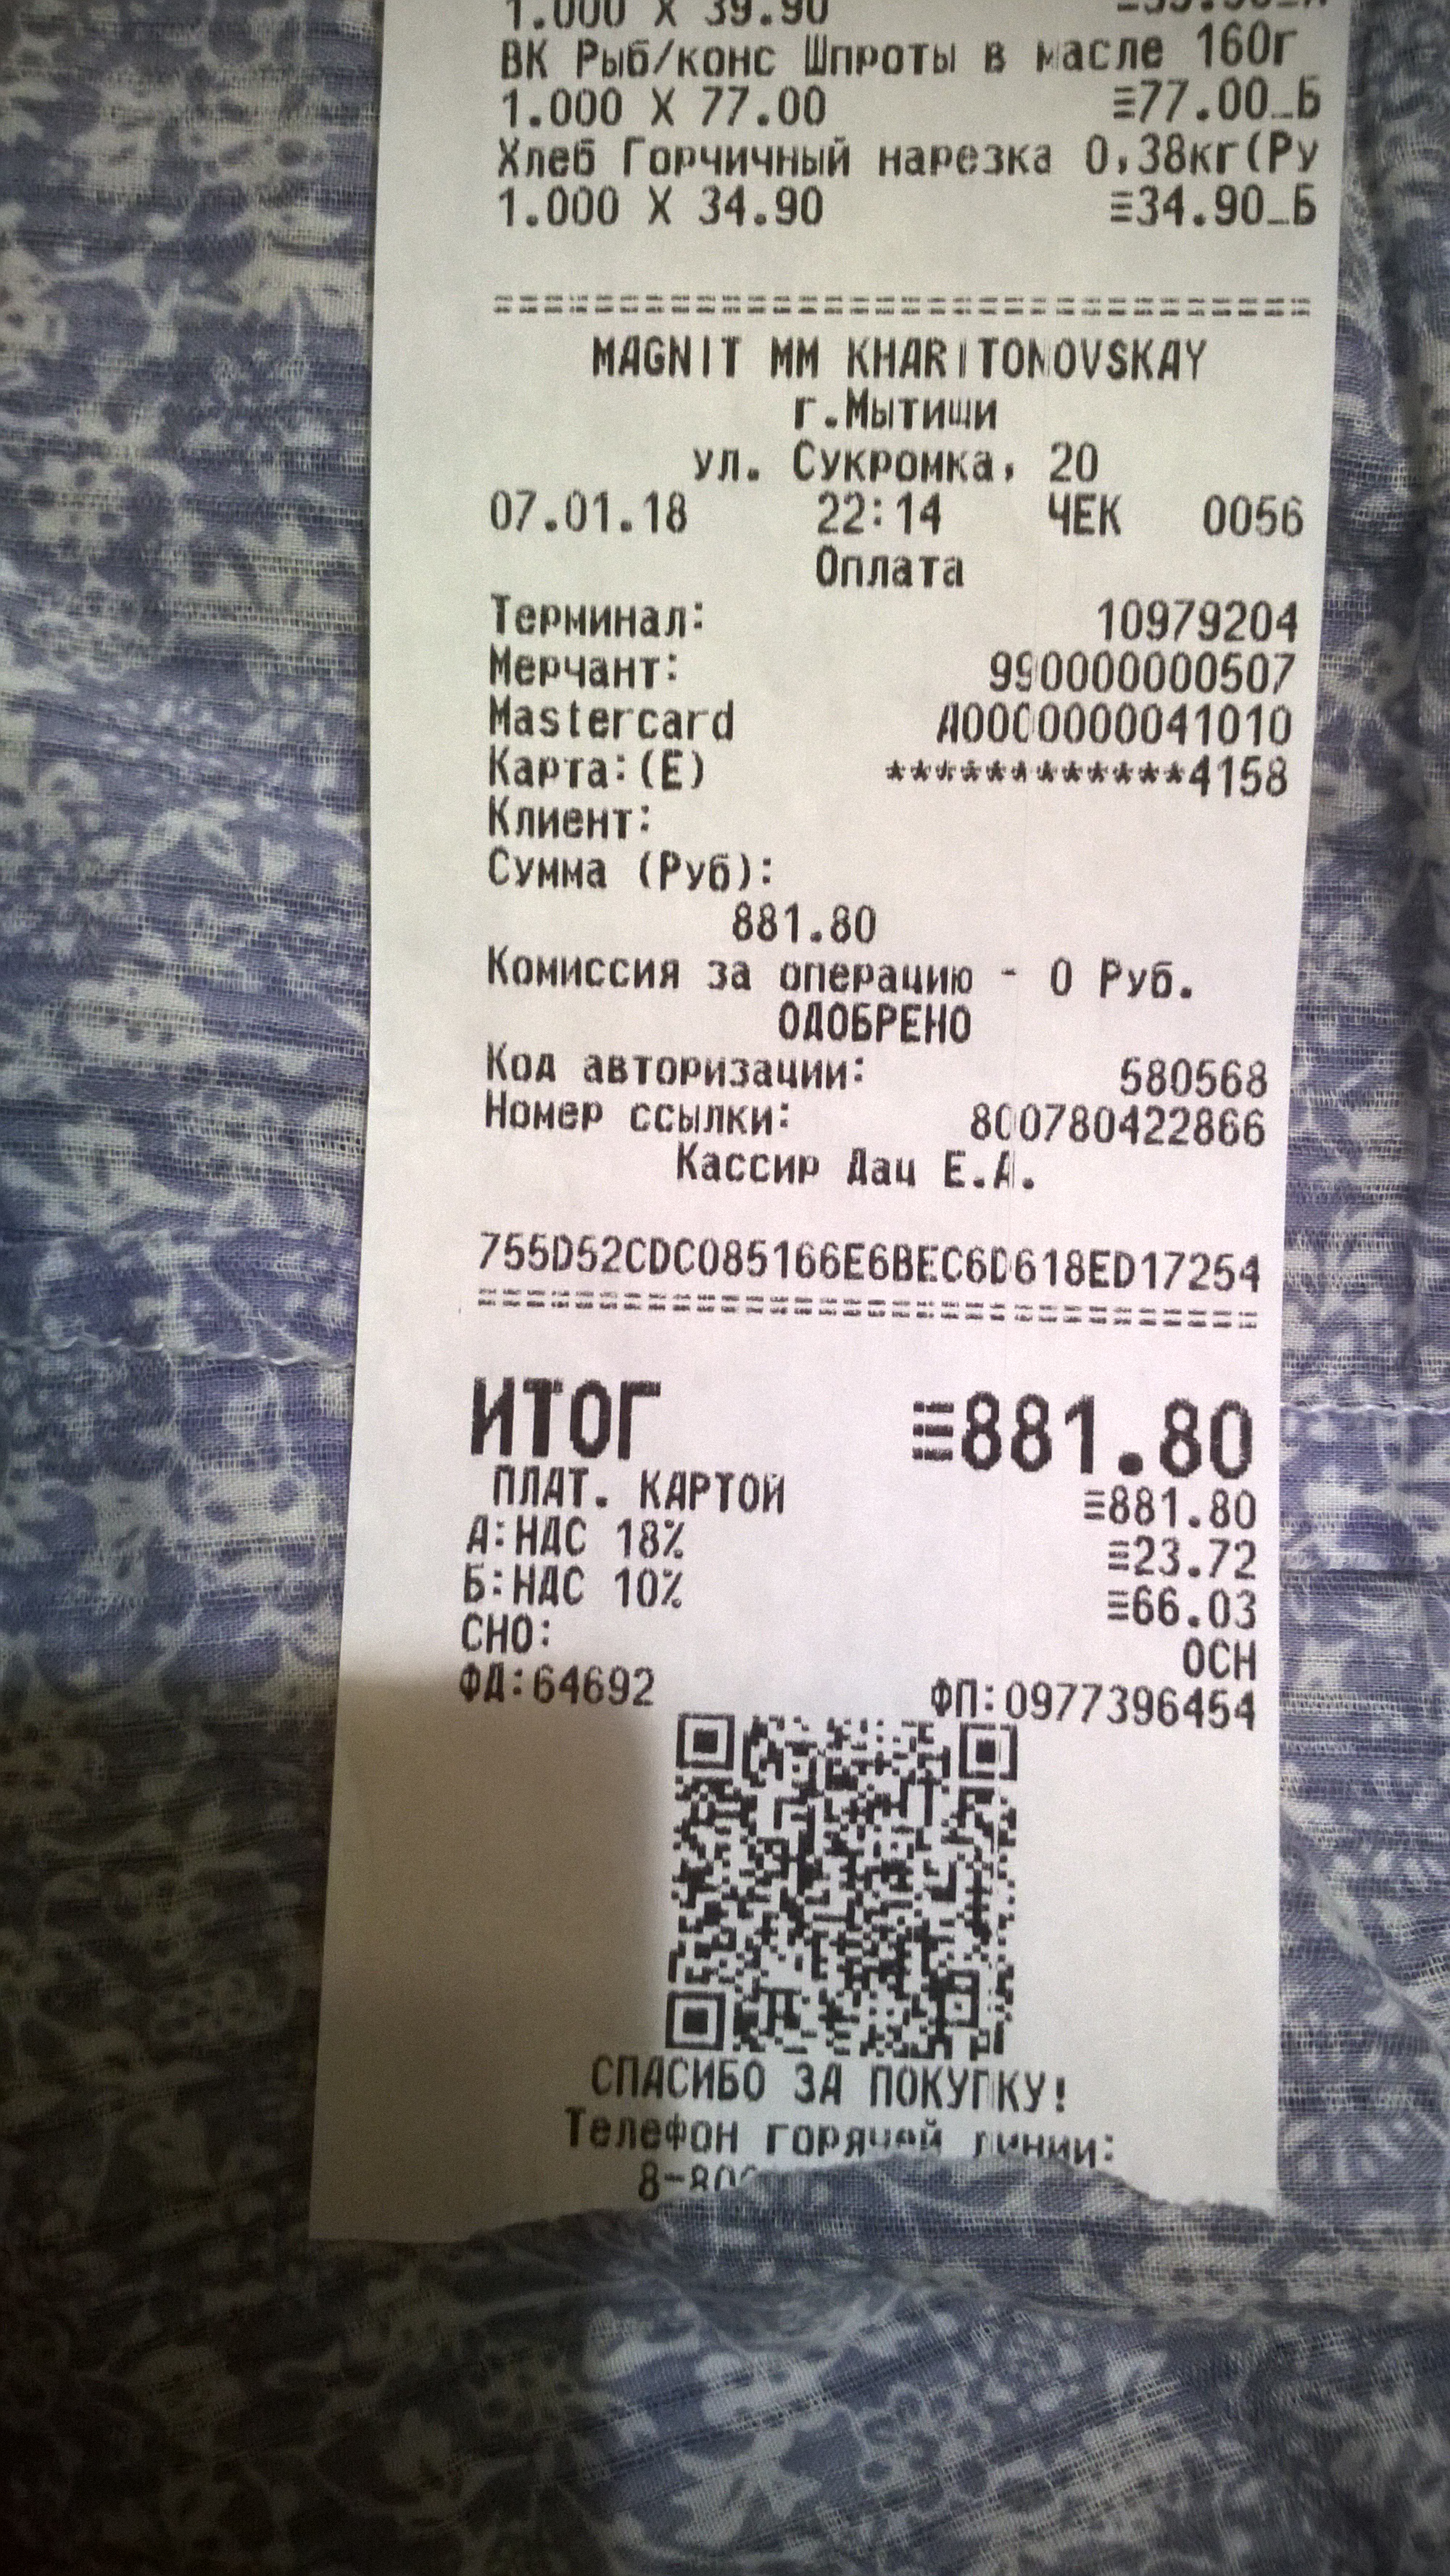 1.000 X 39.90
ВК Рыб/конс Шпроты в масле 160г
1.000 X 77.00 ≡77.00_Б
Хлеб Горчичный нарезка 0,38кг(Ру
1.000 X 34.90 ≡34.90_Б
================================
MAGNIT MM KHARITONOVSKAY
г.Мытищи
ул. Сукромка, 20
07.01.18 22:14 ЧЕК 0056
Оплата
Терминал: 10979204
Мерчант: 990000000507
Mastercard A0000000041010
Карта:(E) ************4158
Клиент:
Сумма (Руб):
881.80
Комиссия за операцию - 0 Руб.
ОДОБРЕНО
Код авторизации: 580568
Номер ссылки: 800780422866
Кассир Дац Е.А.
755D52CDC085166E6BEC6D618ED17254
================================
ИТОГ ≡881.80
ПЛАТ. КАРТОЙ ≡881.80
А:НДС 18% ≡23.72
Б:НДС 10% ≡66.03
СНО: ОСН
ФД:64692 ФП:0977396454
СПАСИБО ЗА ПОКУПКУ!
Телефон горячей линии: